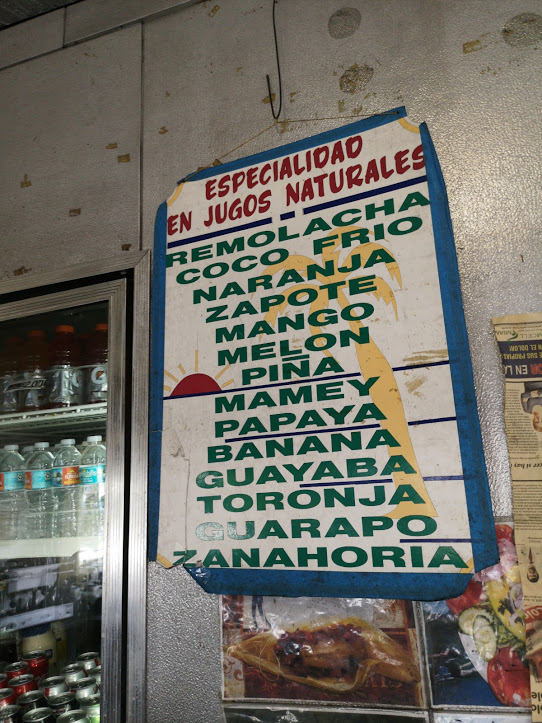 ESPECIALIDAD
EN JUGOS NATURALES
REMOLACHA
COCO FRIO
NARANJA
ZAPOTE
MANGO
MELON
PIÑA
MAMEY
PAPAYA
BANANA
GUAYABA
TORONJA
GUARAPO
ZANAHORIA